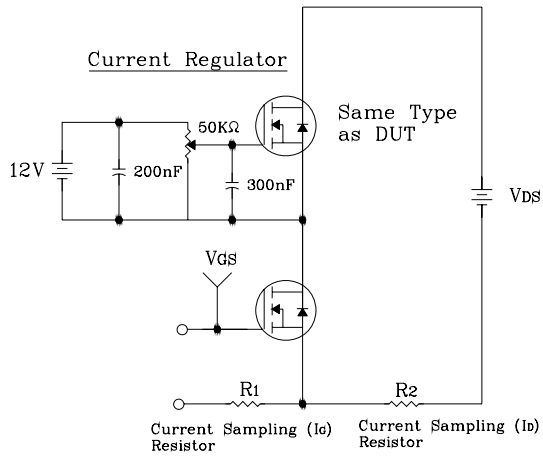 Current Regulator
Same Type
as DUT
50KΩ
12V
200nF
300nF
VDS
VGS
R1
R2
Current Sampling (IG)
Resistor
Current Sampling (ID)
Resistor